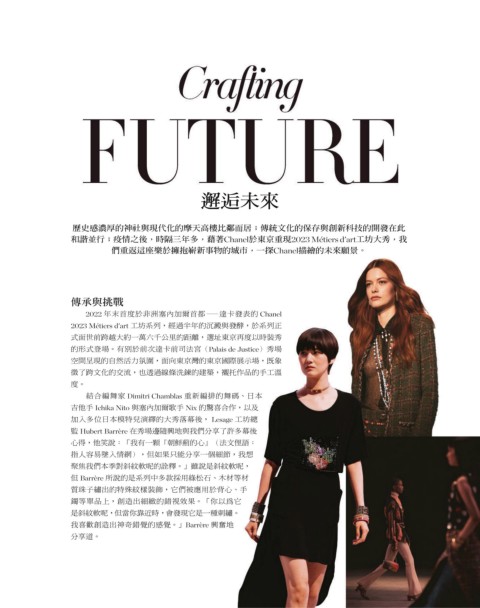 Crafting
FUTURE
邂逅未來
歷史感濃厚的神社與現代化的摩天高樓比鄰而居；傳統文化的保存與創新科技的開發在此
和諧並行；疫情之後，時隔三年多，藉著Chanel於東京重現2023 Métiers d'art工坊大秀，我
們重返這座樂於擁抱嶄新事物的城市，一探Chanel描繪的未來願景。
傳承與挑戰
2022 年末首度於非洲塞內加爾首都——達卡發表的 Chanel
2023 Métiers d'art 工坊系列，經過半年的沉澱與發酵，於系列正
式面世前跨越大約一萬六千公里的距離，選址東京再度以時裝秀
的形式登場。有別於前次達卡前司法宮（Palais de Justice）秀場
空間呈現的自然活力氛圍，面向東京灣的東京國際展示場，既象
徵了跨文化的交流，也透過線條洗鍊的建築，襯托作品的手工溫
度。
結合編舞家 Dimitri Chamblas 重新編排的舞碼、日本
吉他手 Ichika Nito 與塞內加爾歌手 Nix 的驚喜合作，以及
加入多位日本模特兒演繹的大秀落幕後， Lesage 工坊總
監 Hubert Barrère 在秀場邊隨興地與我們分享了許多幕後
心得，他笑說：「我有一顆『朝鮮薊的心』（法文俚語，
指人容易墜入情網），但如果只能分享一個細節，我想
聚焦我們本季對斜紋軟呢的詮釋。」雖說是斜紋軟呢，
但 Barrère 所說的是系列中多款採用綠松石、木材等材
質珠子繡出的特殊紋樣裝飾，它們被應用於背心、手
鐲等單品上，創造出細緻的錯視效果。「你以為它
是斜紋軟呢，但當你靠近時，會發現它是一種刺繡。
我喜歡創造出神奇錯覺的感覺。」Barrère 興奮地
分享道。